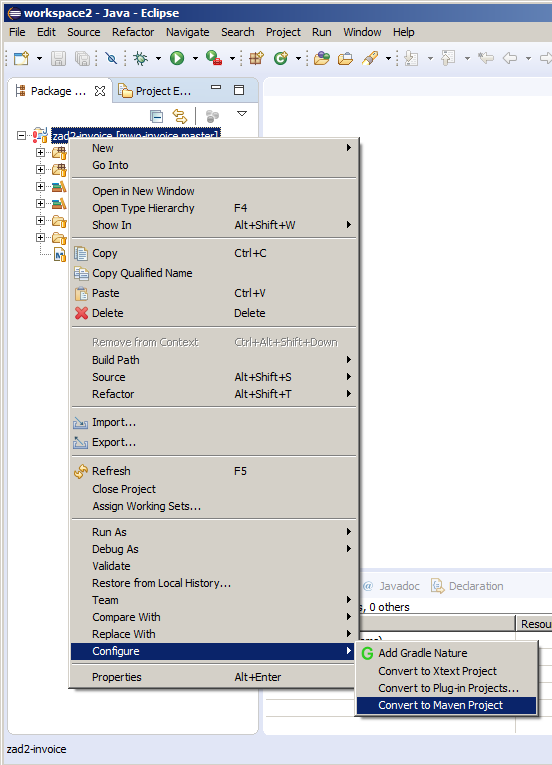 workspace2 - Java - Eclipse
File Edit Source Refactor Navigate Search Project Run Window Help
Package ... Project E...
zad2-invoice [mwo-invoice master]
New
Go Into
Open in New Window
Open Type Hierarchy F4
Show In Alt+Shift+W
Copy Ctrl+C
Copy Qualified Name
Paste Ctrl+V
Delete Delete
Remove from Context Ctrl+Alt+Shift+Down
Build Path
Source Alt+Shift+S
Refactor Alt+Shift+T
Import...
Export...
Refresh F5
Close Project
Assign Working Sets...
Run As
Debug As
Validate
Restore from Local History...
Team
Compare With
Replace With
Configure
Properties Alt+Enter
@ Javadoc Declaration
s, 0 others
Resou
Add Gradle Nature
Convert to Xtext Project
Convert to Plug-in Projects...
Convert to Maven Project
zad2-invoice